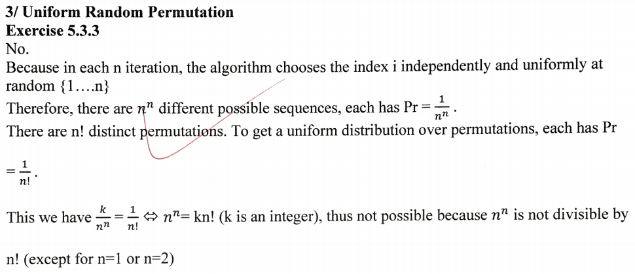 3/ Uniform Random Permutation
Exercise 5.3.3
No.
Because in each n iteration, the algorithm chooses the index i independently and uniformly at
random {1….n}
Therefore, there are nⁿ different possible sequences, each has Pr = 1/nⁿ .
There are n! distinct permutations. To get a uniform distribution over permutations, each has Pr
= 1/n! .
This we have k/nⁿ = 1/n! ⇔ nⁿ= kn! (k is an integer), thus not possible because nⁿ is not divisible by
n! (except for n=1 or n=2)